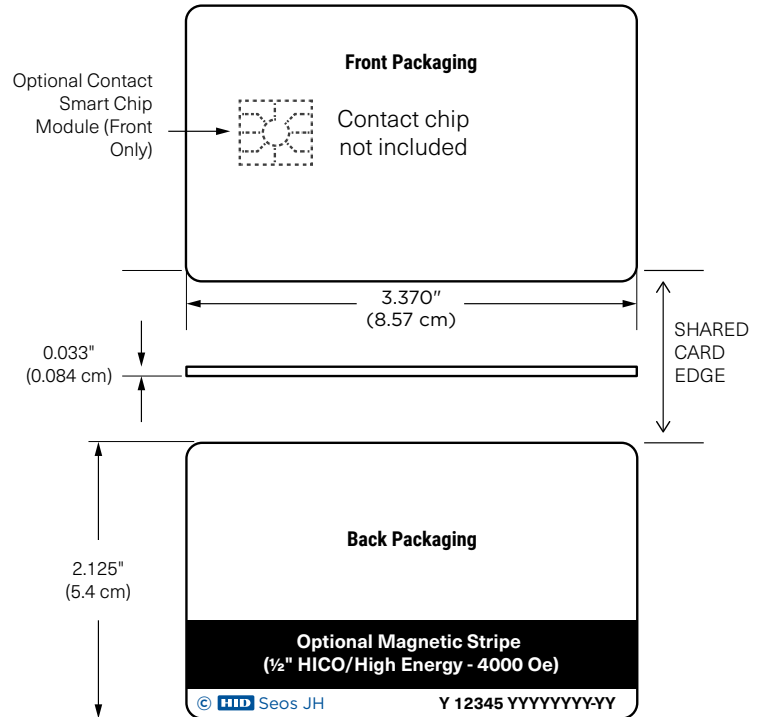 Front Packaging
Optional Contact
Smart Chip
Module (Front
Only)
Contact chip
not included
3.370"
(8.57 cm)
0.033"
(0.084 cm)
SHARED
CARD
EDGE
Back Packaging
2.125"
(5.4 cm)
Optional Magnetic Stripe
(½" HICO/High Energy - 4000 Oe)
© HID Seos JH
Y 12345 YYYYYYYY-YY